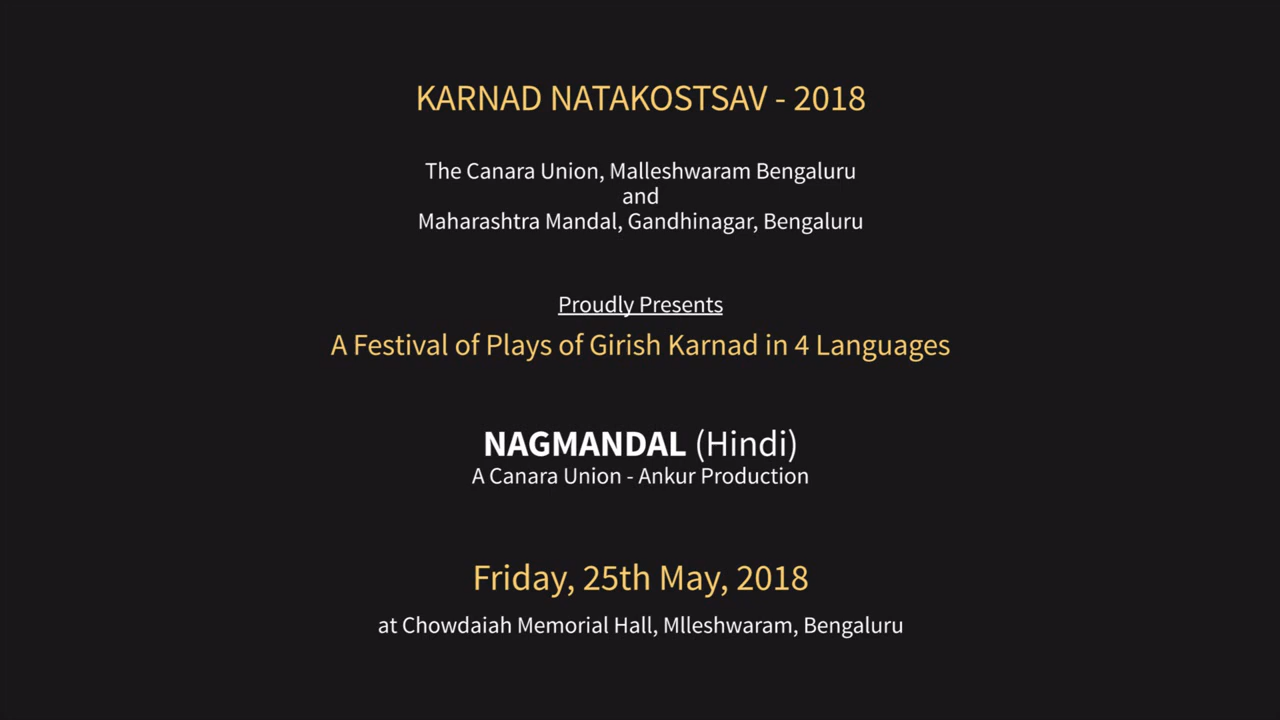 KARNAD NATAKOSTSAV - 2018
The Canara Union, Malleshwaram Bengaluru
and
Maharashtra Mandal, Gandhinagar, Bengaluru
Proudly Presents
A Festival of Plays of Girish Karnad in 4 Languages
NAGMANDAL (Hindi)
A Canara Union - Ankur Production
Friday, 25th May, 2018
at Chowdaiah Memorial Hall, Mlleshwaram, Bengaluru